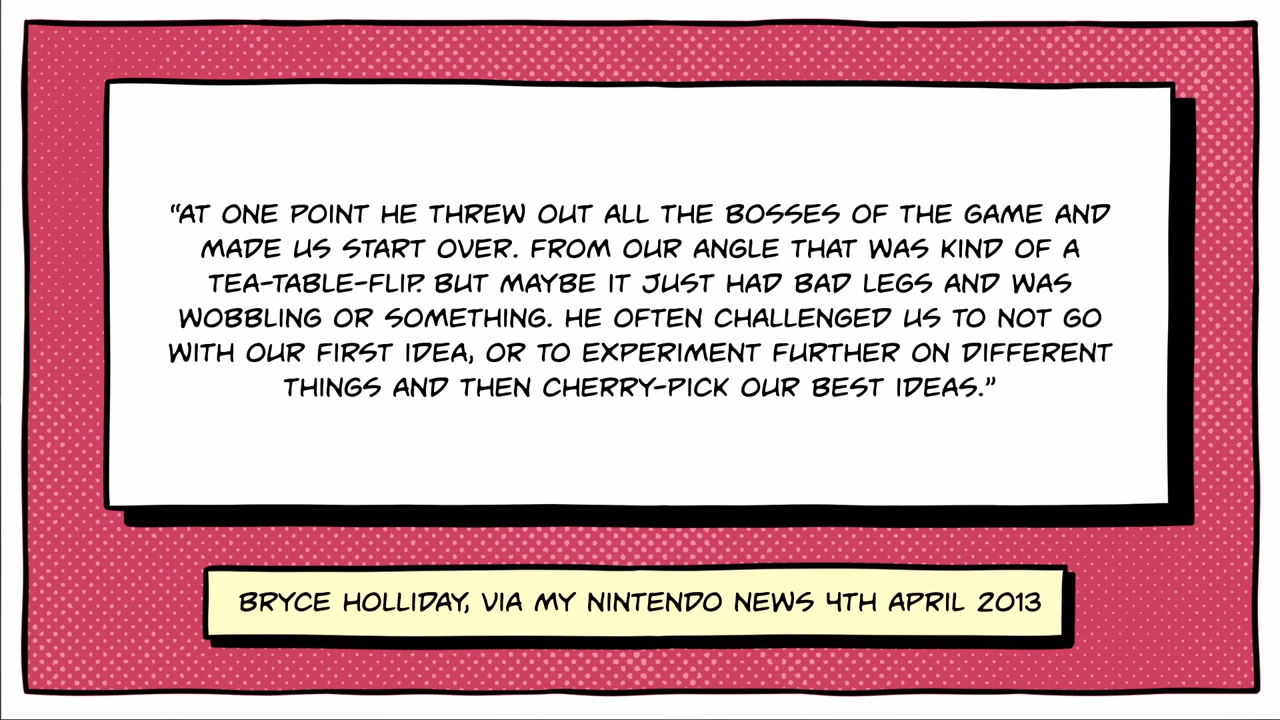 “AT ONE POINT HE THREW OUT ALL THE BOSSES OF THE GAME AND
MADE US START OVER. FROM OUR ANGLE THAT WAS KIND OF A
TEA-TABLE-FLIP. BUT MAYBE IT JUST HAD BAD LEGS AND WAS
WOBBLING OR SOMETHING. HE OFTEN CHALLENGED US TO NOT GO
WITH OUR FIRST IDEA, OR TO EXPERIMENT FURTHER ON DIFFERENT
THINGS AND THEN CHERRY-PICK OUR BEST IDEAS.”
BRYCE HOLLIDAY, VIA MY NINTENDO NEWS 4TH APRIL 2013